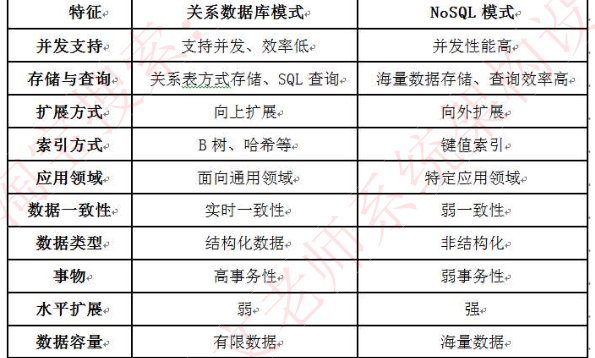 特征 关系数据库模式 NoSQL 模式
并发支持 支持并发、效率低 并发性能高
存储与查询 关系表方式存储、SQL 查询 海量数据存储、查询效率高
扩展方式 向上扩展 向外扩展
索引方式 B 树、哈希等 键值索引
应用领域 面向通用领域 特定应用领域
数据一致性 实时一致性 弱一致性
数据类型 结构化数据 非结构化
事物 高事务性 弱事务性
水平扩展 弱 强
数据容量 有限数据 海量数据